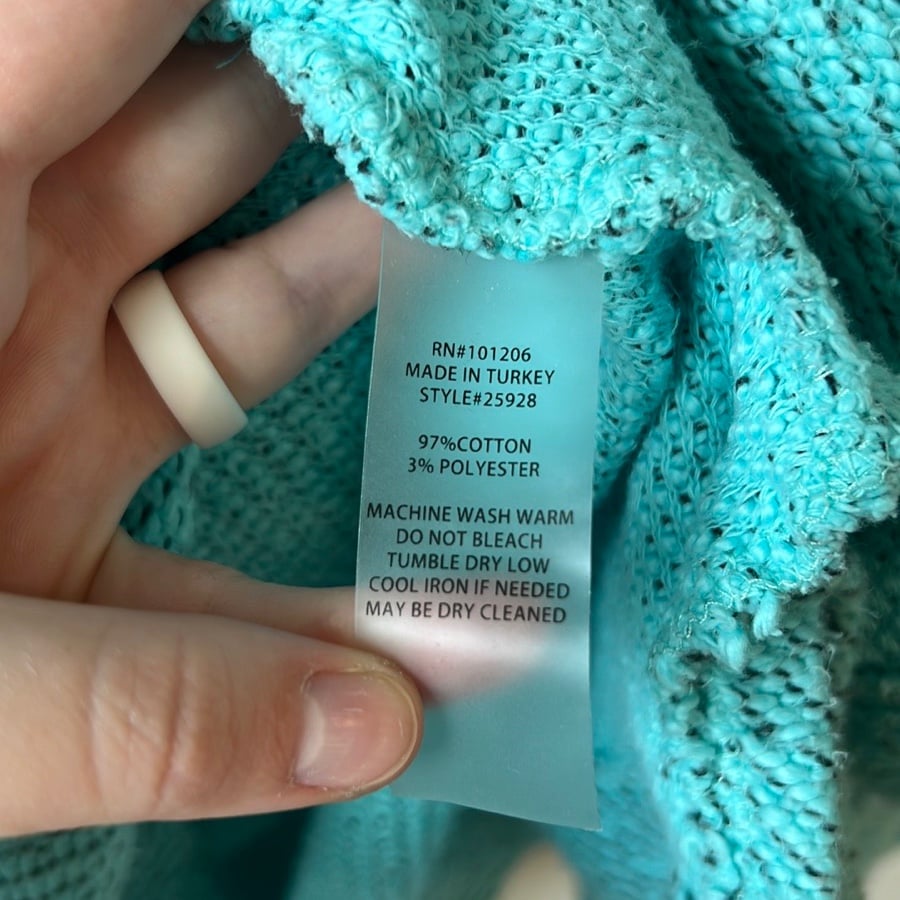 RN#101206
MADE IN TURKEY
STYLE#25928
97%COTTON
3% POLYESTER
MACHINE WASH WARM
DO NOT BLEACH
TUMBLE DRY LOW
COOL IRON IF NEEDED
MAY BE DRY CLEANED